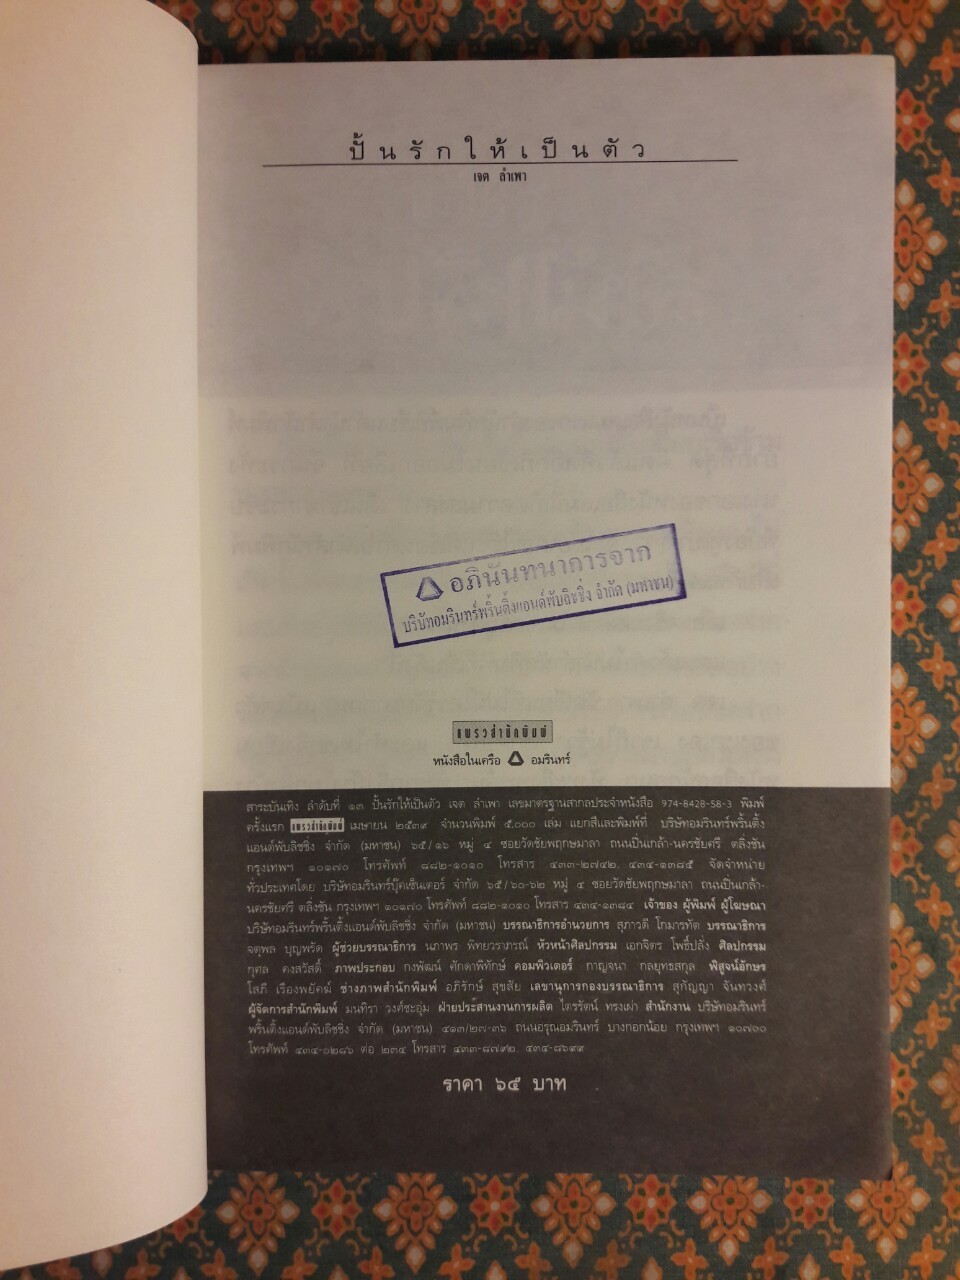 ปั้นรักให้เป็นตัว
เจต ลำเพา
อภินันทนาการจาก
บริษัทอมรินทร์พริ้นติ้งแอนด์พับลิชชิ่ง จำกัด (มหาชน)
แพรวสำนักพิมพ์
หนังสือในเครือ อมรินทร์
สาระบันเทิง ลำดับที่ ๑๓ ปั้นรักให้เป็นตัว เจต ลำเพา เลขมาตรฐานสากลประจำหนังสือ 974-8428-58-3 พิมพ์
ครั้งแรก แพรวสำนักพิมพ์ เมษายน ๒๕๓๙ จำนวนพิมพ์ ๕,๐๐๐ เล่ม แยกสีและพิมพ์ที่ บริษัทอมรินทร์พริ้นติ้ง
แอนด์พับลิชชิ่ง จำกัด (มหาชน) ๖๕/๑๖ หมู่ ๔ ซอยวัดชัยพฤกษมาลา ถนนปิ่นเกล้า-นครชัยศรี ตลิ่งชัน
กรุงเทพฯ ๑๐๑๗๐ โทรศัพท์ ๘๘๒-๑๐๑๐ โทรสาร ๔๓๓-๒๗๔๒, ๔๓๔-๑๓๘๕ จัดจำหน่าย
ทั่วประเทศโดย บริษัทอมรินทร์บุ๊คเซ็นเตอร์ จำกัด ๖๕/๖๐-๖๒ หมู่ ๔ ซอยวัดชัยพฤกษมาลา ถนนปิ่นเกล้า-
นครชัยศรี ตลิ่งชัน กรุงเทพฯ ๑๐๑๗๐ โทรศัพท์ ๘๘๒-๑๐๑๐ โทรสาร ๔๓๔-๑๓๘๔ เจ้าของ ผู้พิมพ์ ผู้โฆษณา
บริษัทอมรินทร์พริ้นติ้งแอนด์พับลิชชิ่ง จำกัด (มหาชน) บรรณาธิการอำนวยการ สุภาวดี โกมารทัต บรรณาธิการ
จตุพล บุญพรัด ผู้ช่วยบรรณาธิการ นภาพร พิทยวราภรณ์ หัวหน้าศิลปกรรม เอกจิตร โพธิ์ปลั่ง ศิลปกรรม
กุศล คงสวัสดิ์ ภาพประกอบ กงพัฒน์ ศักดาพิทักษ์ คอมพิวเตอร์ กาญจนา กลยุทธสกุล พิสูจน์อักษร
โสภี เรืองพยัคฆ์ ช่างภาพสำนักพิมพ์ อภิรักษ์ สุขสัย เลขานุการกองบรรณาธิการ สุกัญญา จันทวงศ์
ผู้จัดการสำนักพิมพ์ มนทิรา วงศ์ชะอุ่ม ฝ่ายประสานงานการผลิต ไตรรัตน์ ทรงเผ่า สำนักงาน บริษัทอมรินทร์
พริ้นติ้งแอนด์พับลิชชิ่ง จำกัด (มหาชน) ๔๑๓/๒๗-๓๖ ถนนอรุณอมรินทร์ บางกอกน้อย กรุงเทพฯ ๑๐๗๐๐
โทรศัพท์ ๔๓๔-๐๒๘๖ ต่อ ๒๓๔ โทรสาร ๔๓๓-๘๗๙๒, ๔๓๔-๘๖๙๙
ราคา ๖๕ บาท